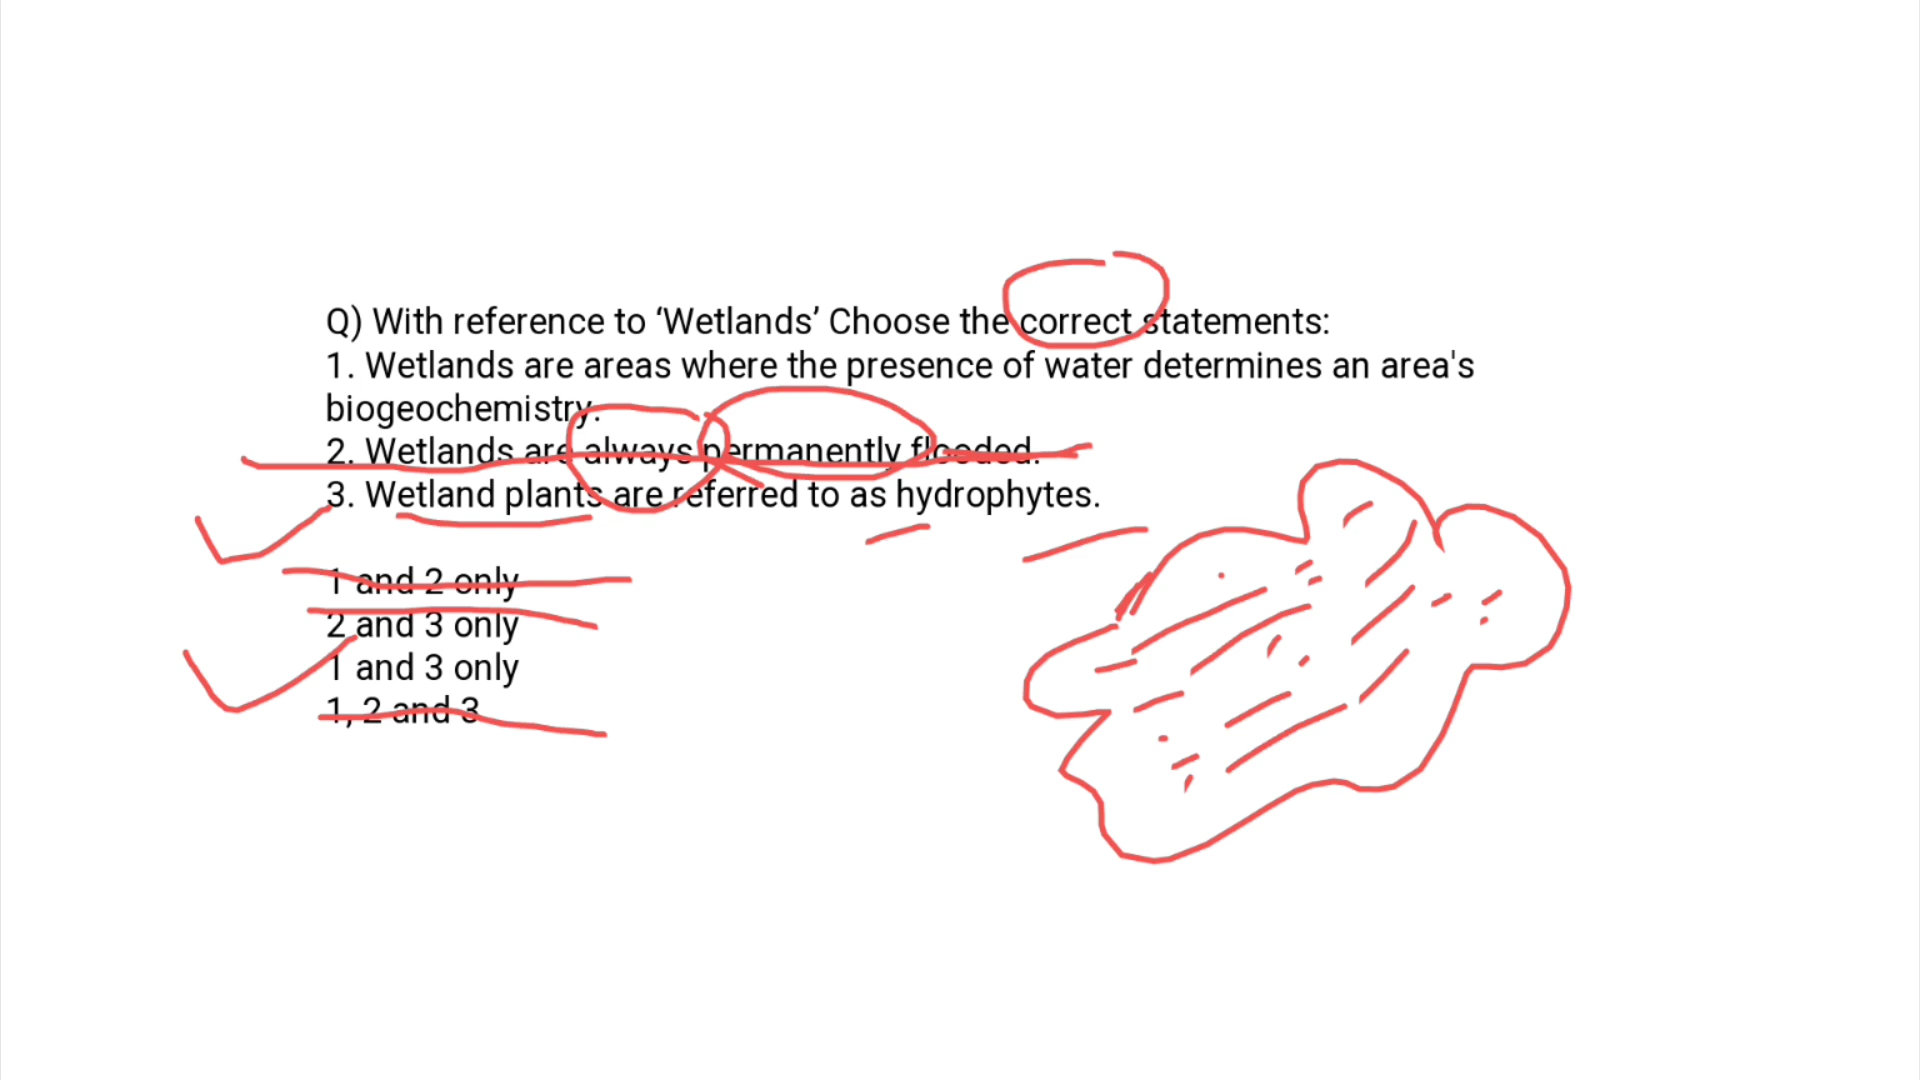 Q) With reference to ‘Wetlands’ Choose the correct statements:
1. Wetlands are areas where the presence of water determines an area's
biogeochemistry.
2. Wetlands are always permanently flooded.
3. Wetland plants are referred to as hydrophytes.
1 and 2 only
2 and 3 only
1 and 3 only
1, 2 and 3